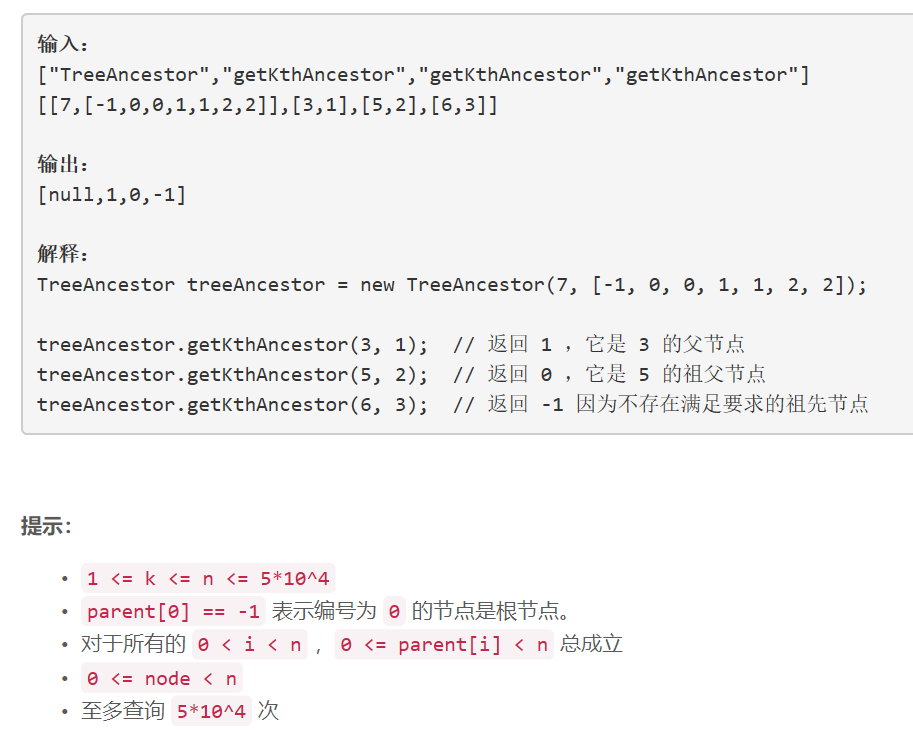 输入：
["TreeAncestor","getKthAncestor","getKthAncestor","getKthAncestor"]
[[7,[-1,0,0,1,1,2,2]],[3,1],[5,2],[6,3]]
输出：
[null,1,0,-1]
解释：
TreeAncestor treeAncestor = new TreeAncestor(7, [-1, 0, 0, 1, 1, 2, 2]);
treeAncestor.getKthAncestor(3, 1);  // 返回 1 ，它是 3 的父节点
treeAncestor.getKthAncestor(5, 2);  // 返回 0 ，它是 5 的祖父节点
treeAncestor.getKthAncestor(6, 3);  // 返回 -1 因为不存在满足要求的祖先节点
提示：
• 1 <= k <= n <= 5*10^4
• parent[0] == -1 表示编号为 0 的节点是根节点。
• 对于所有的 0 < i < n ，0 <= parent[i] < n 总成立
• 0 <= node < n
• 至多查询 5*10^4 次